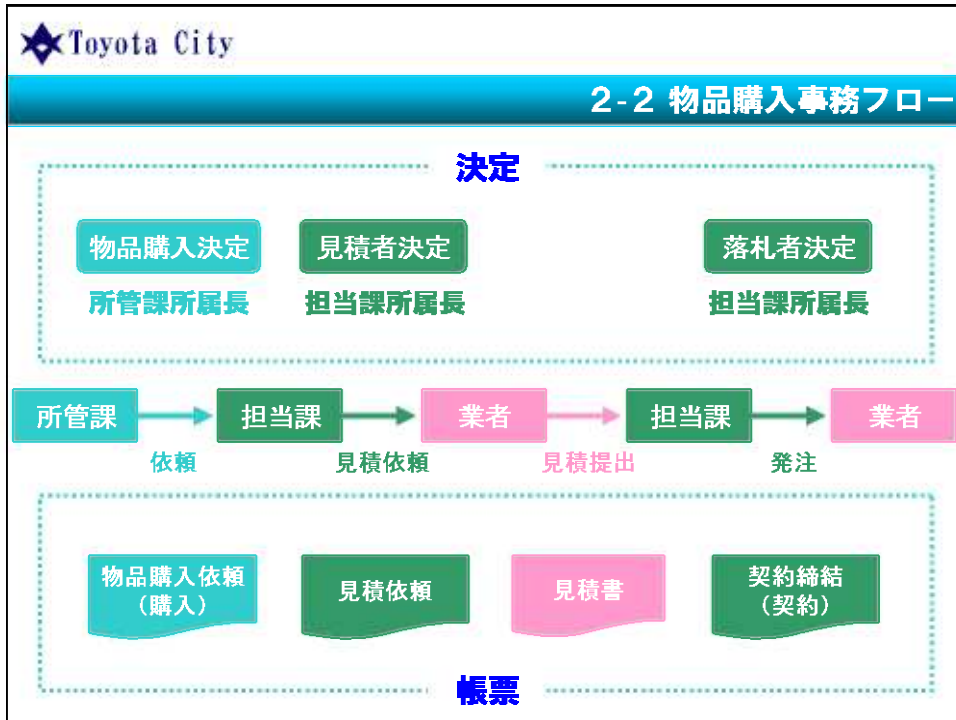 Toyota City
2-2 物品購入事務フロー
決定
物品購入決定
見積者決定
落札者決定
所管課所属長
担当課所属長
担当課所属長
所管課
担当課
業者
担当課
業者
依頼
見積依頼
見積提出
発注
物品購入依頼
(購入)
見積依頼
見積書
契約締結
(契約)
帳票